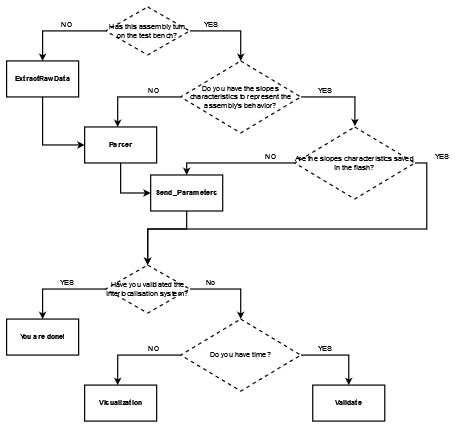 Has this assembly turn
on the test bench?
NO
YES
ExtractRawData
Do you have the slopes
characteristics to represent the
assembly's behavior?
NO
YES
Parser
Are the slopes characteristics saved
in the flash?
NO
YES
Send_Parameters
Have you validated the
interlocalisation system?
YES
No
You are done!
Do you have time?
NO
YES
Visualization
Validate